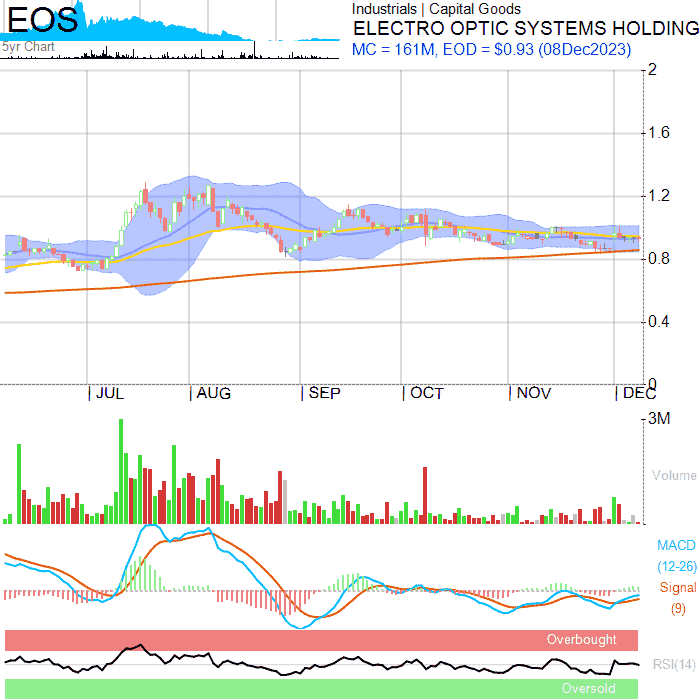 EOS
5yr Chart
Industrials | Capital Goods
ELECTRO OPTIC SYSTEMS HOLDING
MC = 161M, EOD = $0.93 (08Dec2023)
2
1.6
1.2
0.8
0.4
0
JUL AUG SEP OCT NOV DEC
3M
Volume
MACD
(12-26)
Signal
(9)
Overbought
RSI(14)
Oversold